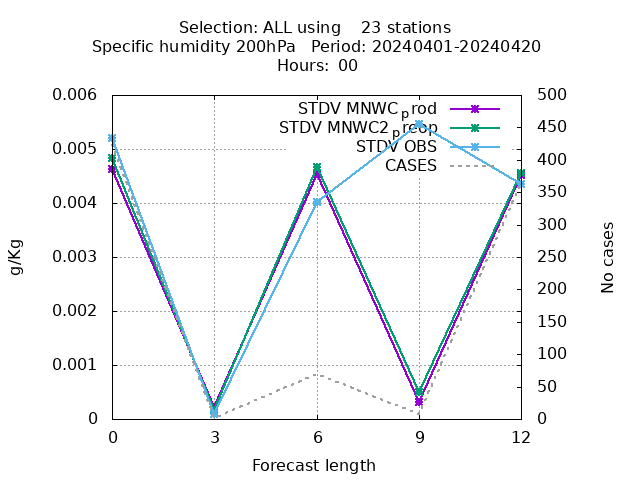 Selection: ALL using    23 stations
Specific humidity 200hPa   Period: 20240401-20240420
Hours: 00
0.006
0.005
0.004
0.003
0.002
0.001
0
g/Kg
STDV MNWCprod
STDV MNWC2preop
STDV OBS
CASES
500
450
400
350
300
250
200
150
100
50
0
No cases
0 3 6 9 12
Forecast length